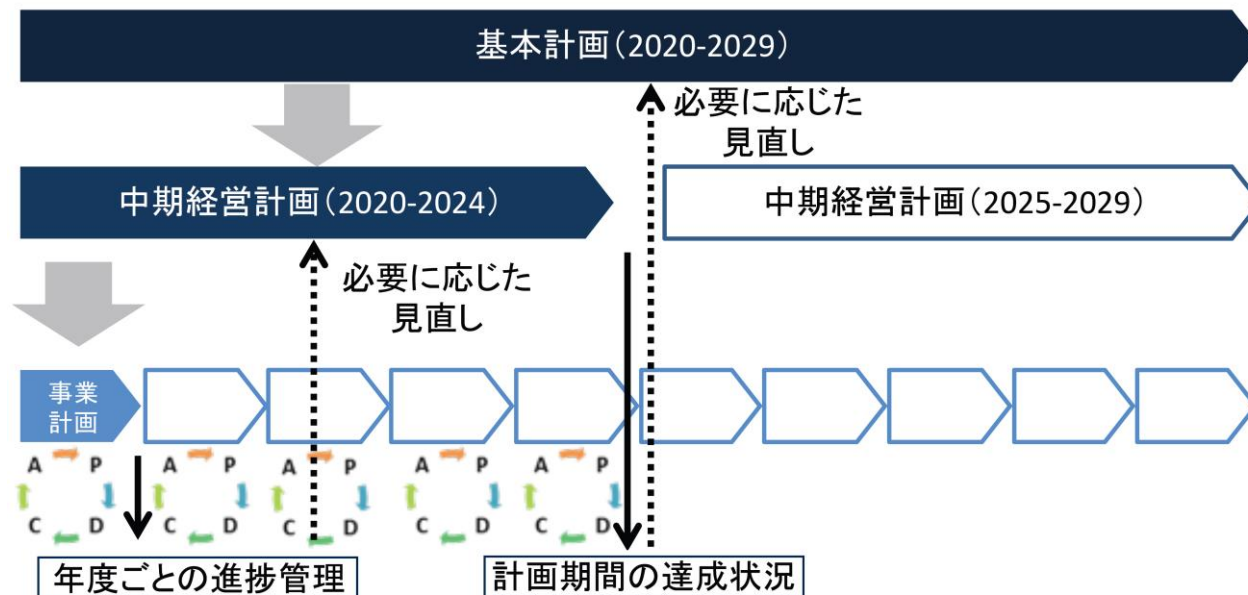 基本計画（2020-2029）
必要に応じた
見直し
中期経営計画（2020-2024）
中期経営計画（2025-2029）
必要に応じた
見直し
事業
計画
A P
C D
A P
C D
A P
C D
A P
C D
A P
C D
年度ごとの進捗管理
計画期間の達成状況